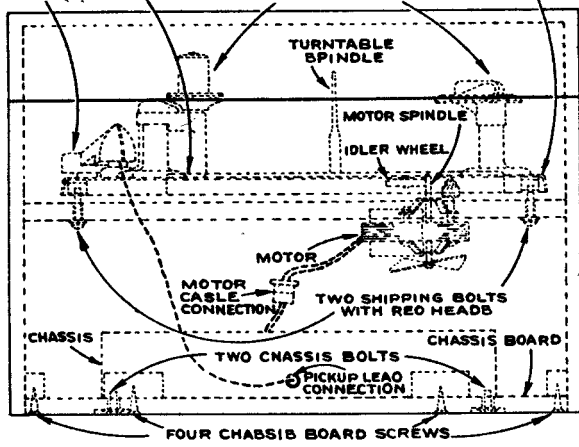 TURNTABLE
SPINDLE
MOTOR SPINDLE
IDLER WHEEL
MOTOR
MOTOR
CABLE
CONNECTION
TWO SHIPPING BOLTS
WITH RED HEADS
CHASSIS
CHASSIS BOARD
TWO CHASSIS BOLTS
PICKUP LEAD
CONNECTION
FOUR CHASSIS BOARD SCREWS